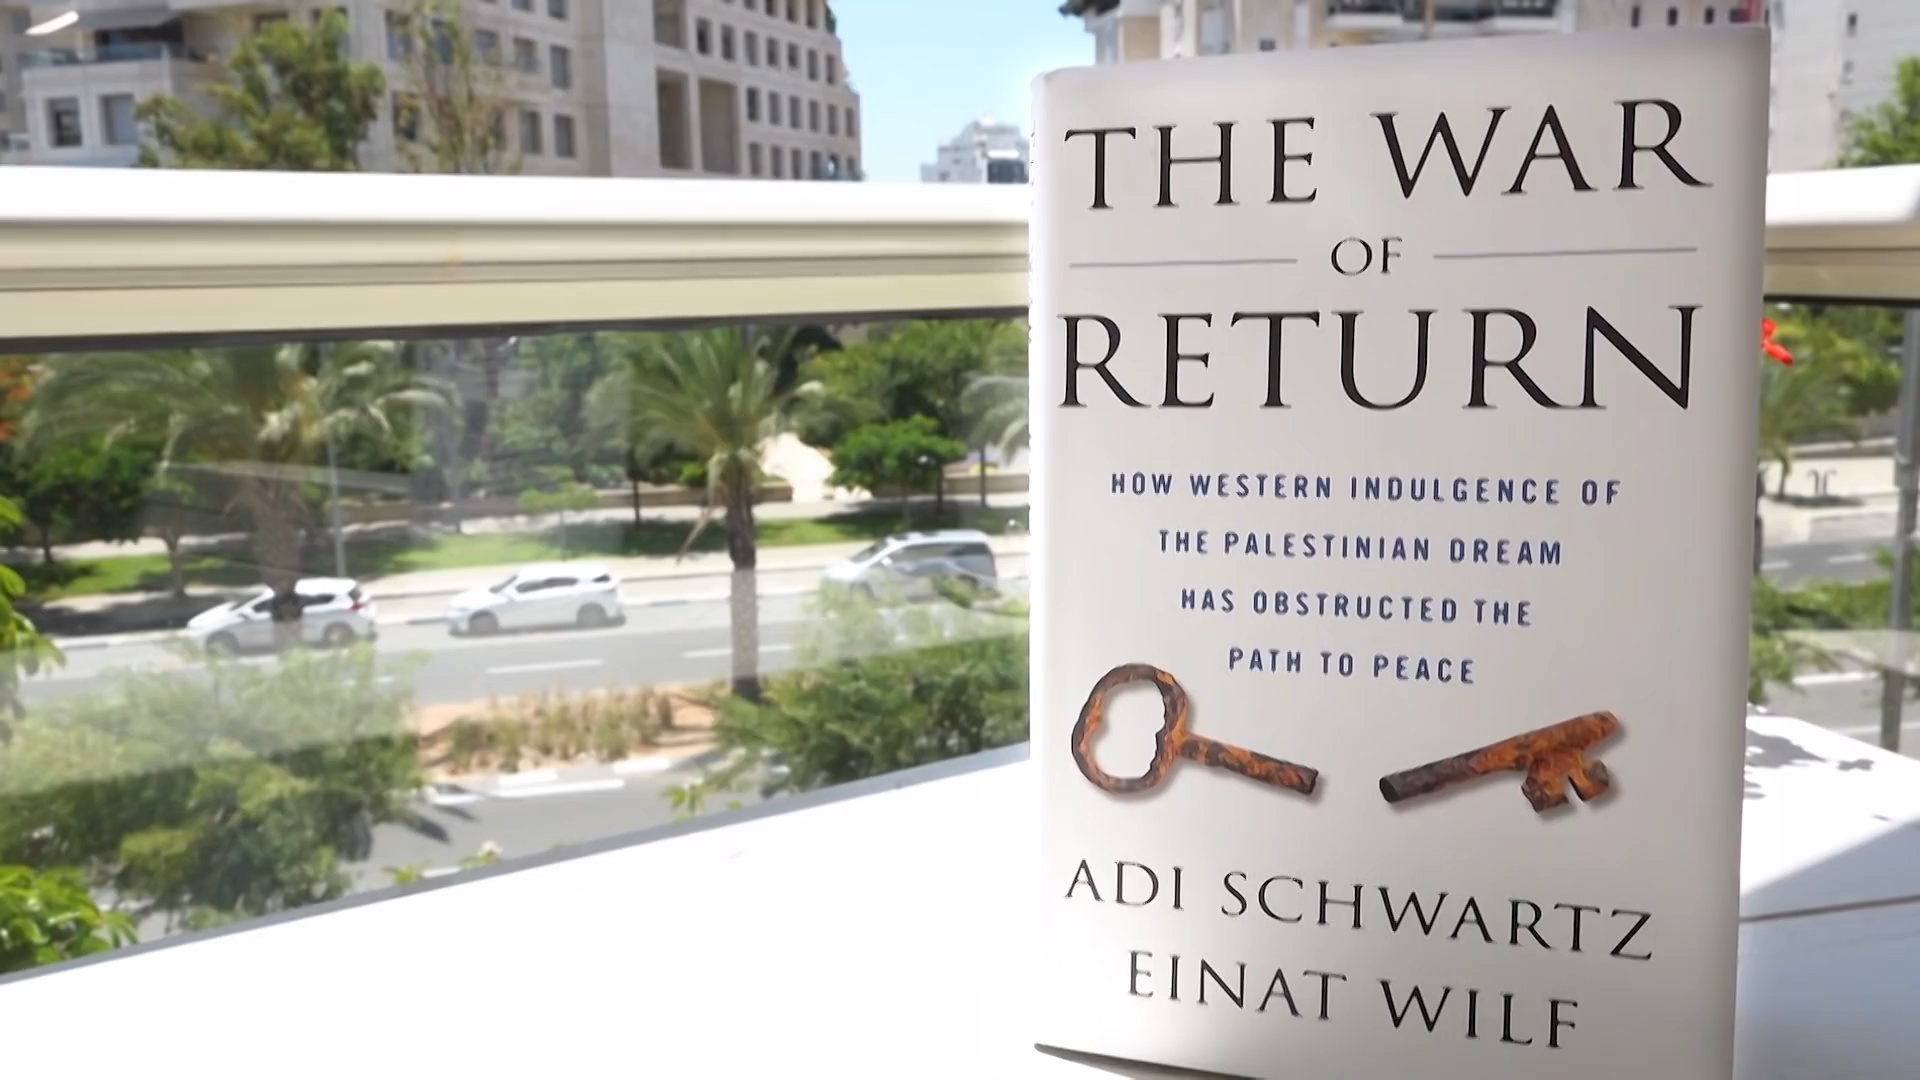 THE WAR
OF
RETURN
HOW WESTERN INDULGENCE OF
THE PALESTINIAN DREAM
HAS OBSTRUCTED THE
PATH TO PEACE
ADI SCHWARTZ
EINAT WILF